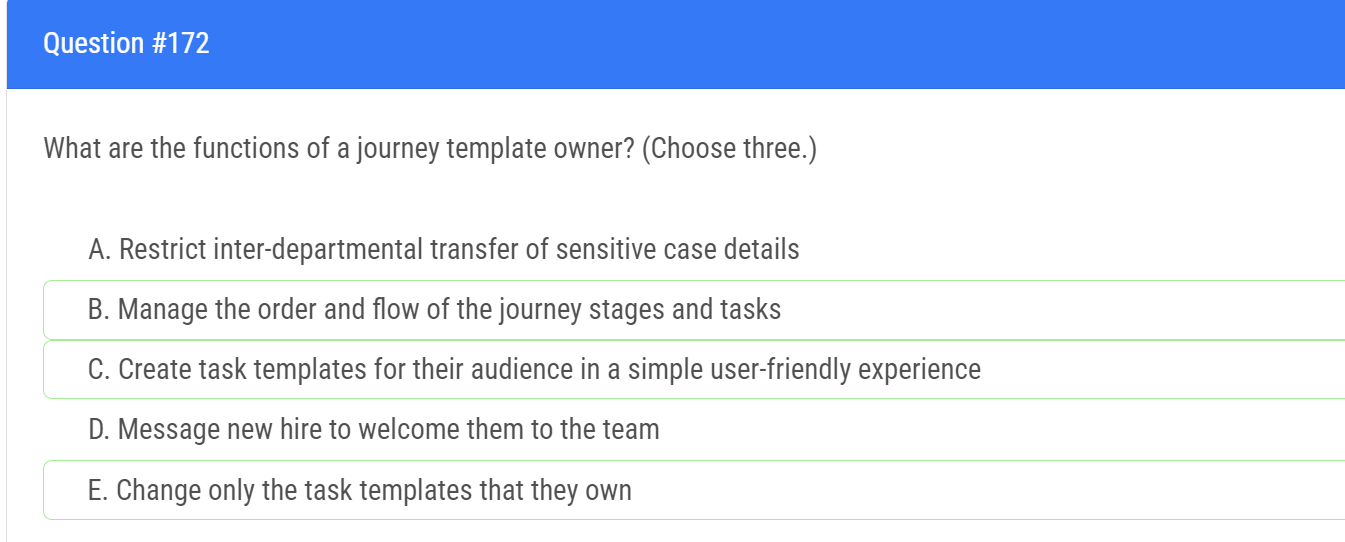 Question #172
What are the functions of a journey template owner? (Choose three.)
A. Restrict inter-departmental transfer of sensitive case details
B. Manage the order and flow of the journey stages and tasks
C. Create task templates for their audience in a simple user-friendly experience
D. Message new hire to welcome them to the team
E. Change only the task templates that they own